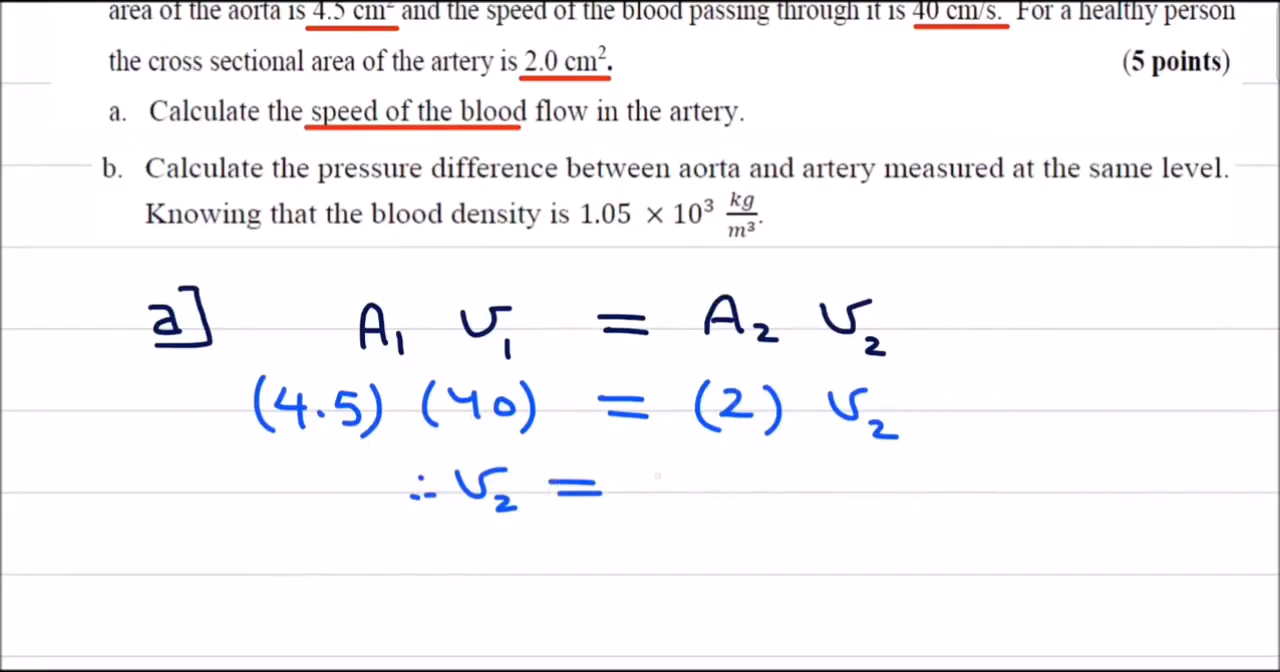 area of the aorta is 4.5 cm² and the speed of the blood passing through it is 40 cm/s. For a healthy person
the cross sectional area of the artery is 2.0 cm². (5 points)
a. Calculate the speed of the blood flow in the artery.
b. Calculate the pressure difference between aorta and artery measured at the same level.
Knowing that the blood density is 1.05 × 10³ kg/m³.
a] A₁ v₁ = A₂ v₂
(4.5) (40) = (2) v₂
∴ v₂ =